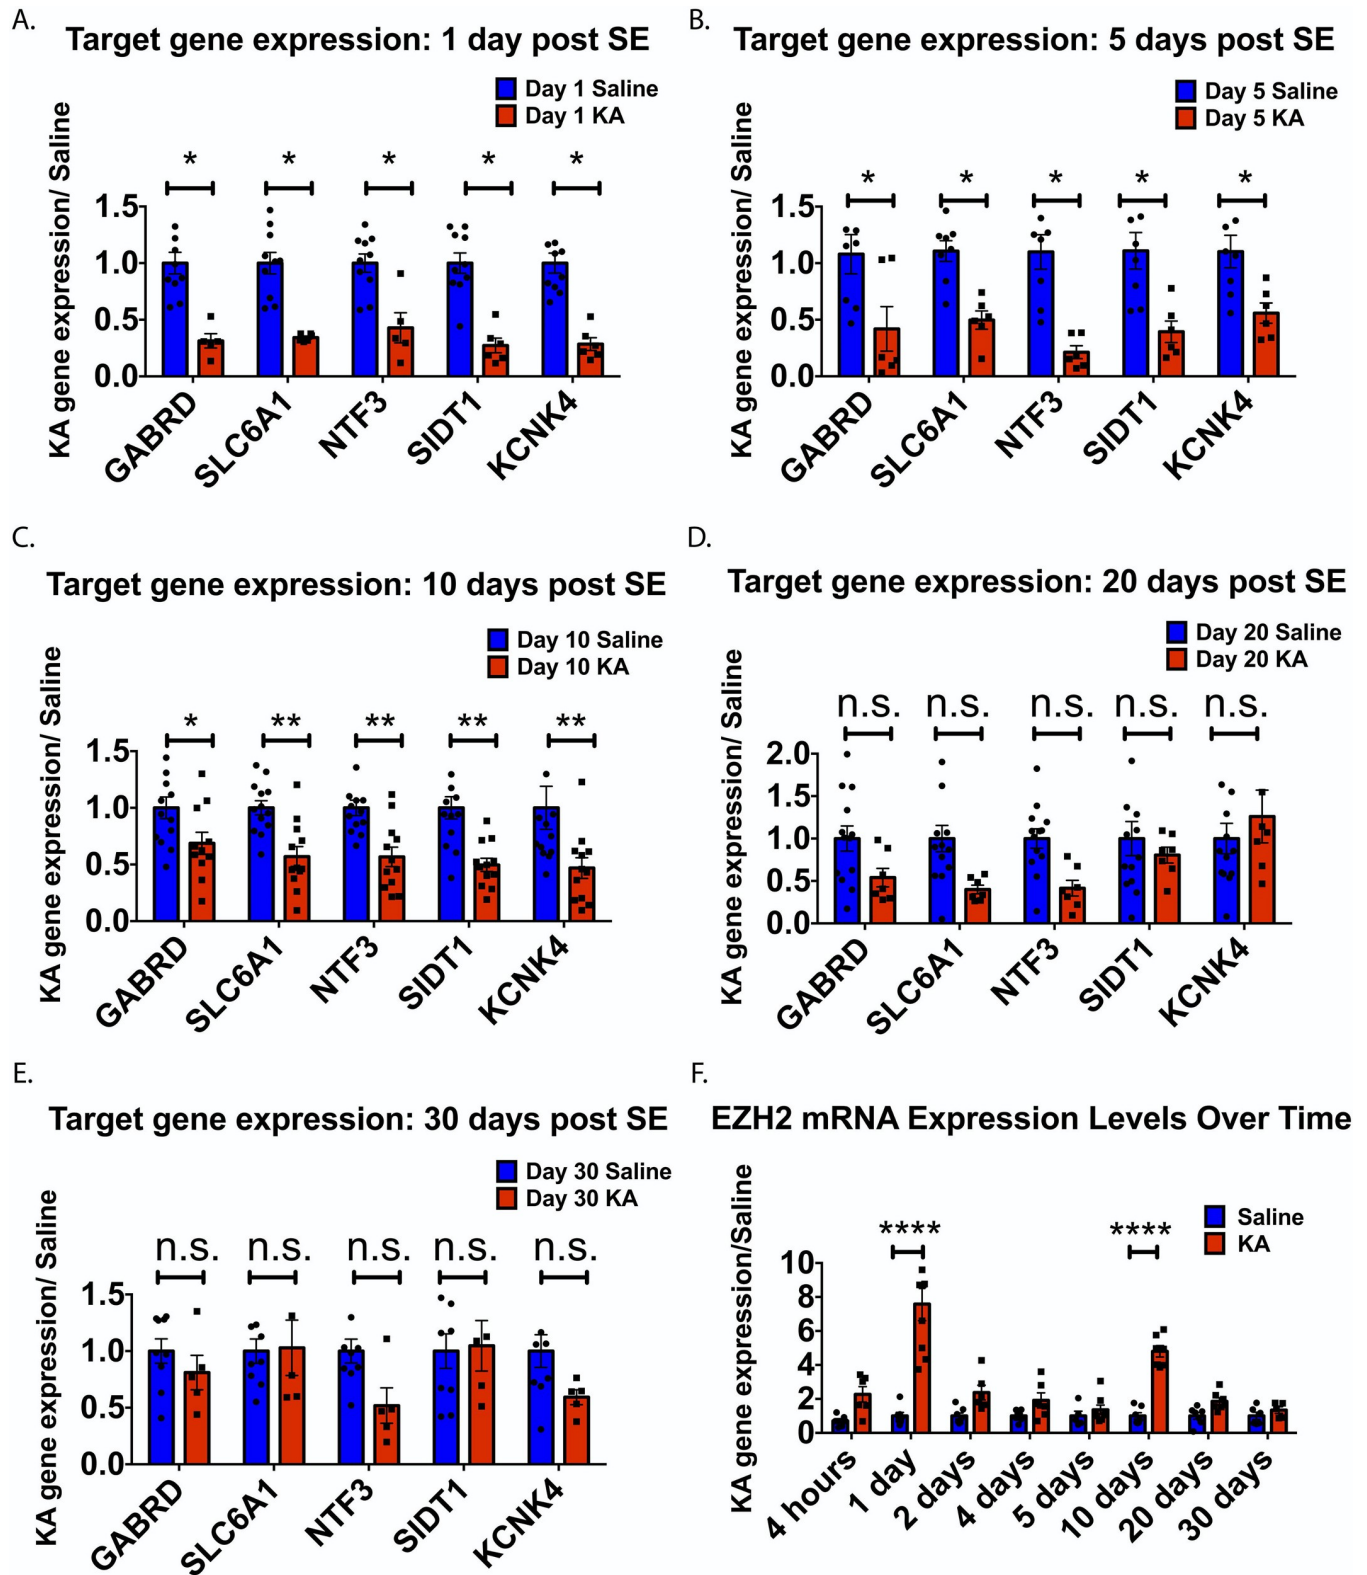 A.
Target gene expression: 1 day post SE
Day 1 Saline
Day 1 KA
KA gene expression/ Saline
* * * * *
1.5
1.0
0.5
0.0
GABRD
SLC6A1
NTF3
SIDT1
KCNK4
B.
Target gene expression: 5 days post SE
Day 5 Saline
Day 5 KA
KA gene expression/ Saline
* * * * *
1.5
1.0
0.5
0.0
GABRD
SLC6A1
NTF3
SIDT1
KCNK4
C.
Target gene expression: 10 days post SE
Day 10 Saline
Day 10 KA
KA gene expression/ Saline
* ** ** ** **
1.5
1.0
0.5
0.0
GABRD
SLC6A1
NTF3
SIDT1
KCNK4
D.
Target gene expression: 20 days post SE
Day 20 Saline
Day 20 KA
KA gene expression/ Saline
n.s. n.s. n.s. n.s. n.s.
2.0
1.5
1.0
0.5
0.0
GABRD
SLC6A1
NTF3
SIDT1
KCNK4
E.
Target gene expression: 30 days post SE
Day 30 Saline
Day 30 KA
KA gene expression/ Saline
n.s. n.s. n.s. n.s. n.s.
1.5
1.0
0.5
0.0
GABRD
SLC6A1
NTF3
SIDT1
KCNK4
F.
EZH2 mRNA Expression Levels Over Time
Saline
KA
KA gene expression/Saline
**** ****
10
8
6
4
2
0
4 hours
1 day
2 days
4 days
5 days
10 days
20 days
30 days